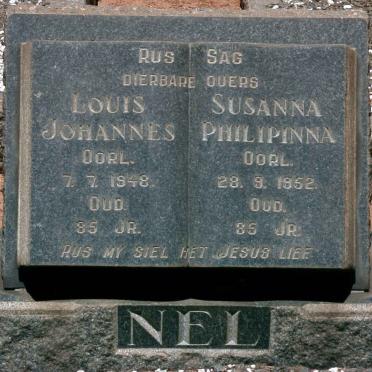 RUS SAG
DIERBARE OUERS
LOUIS
JOHANNES
OORL.
7. 7. 1948.
OUD.
85 JR.
SUSANNA
PHILIPINNA
OORL.
28. 9. 1952.
OUD.
85 JR.
RUS MY SIEL HET JESUS LIEF
NEL